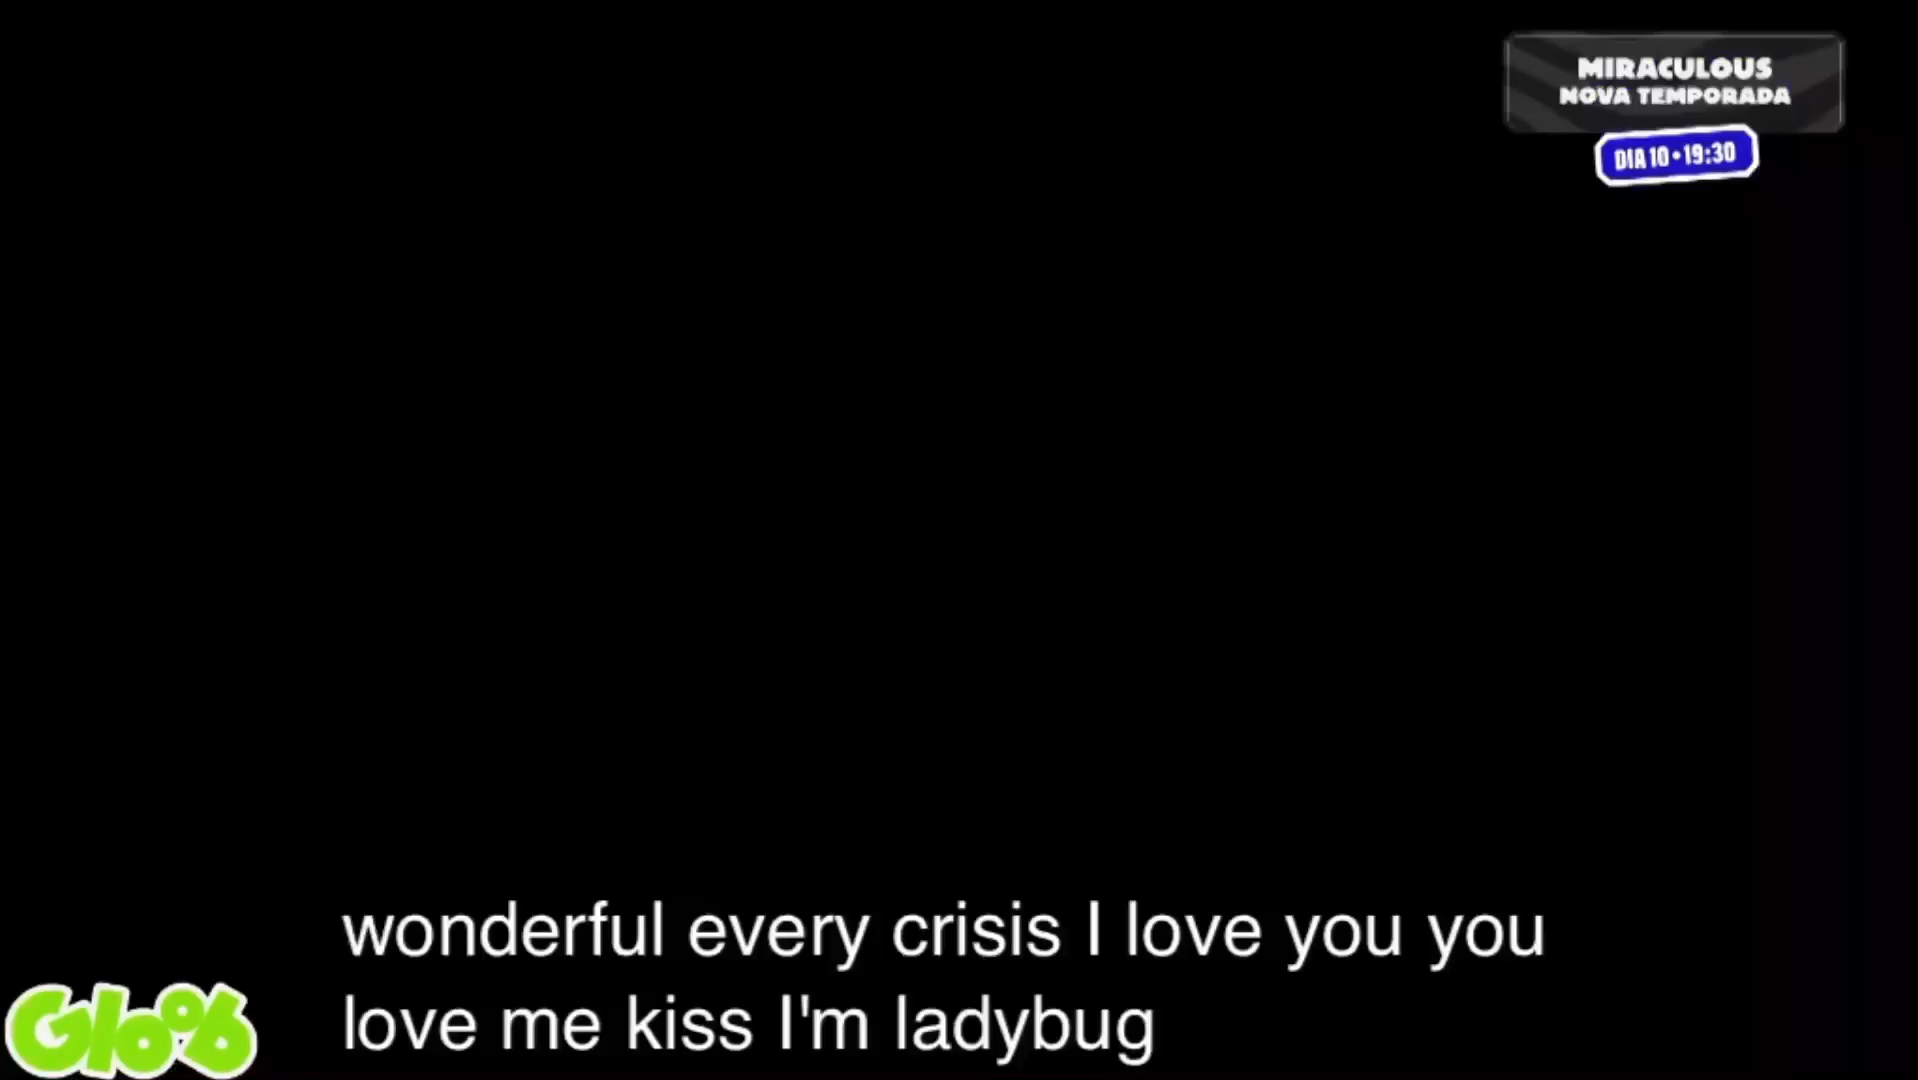 MIRACULOUS
NOVA TEMPORADA
DIA 10 • 19:30
wonderful every crisis I love you you
love me kiss I'm ladybug
Gloob